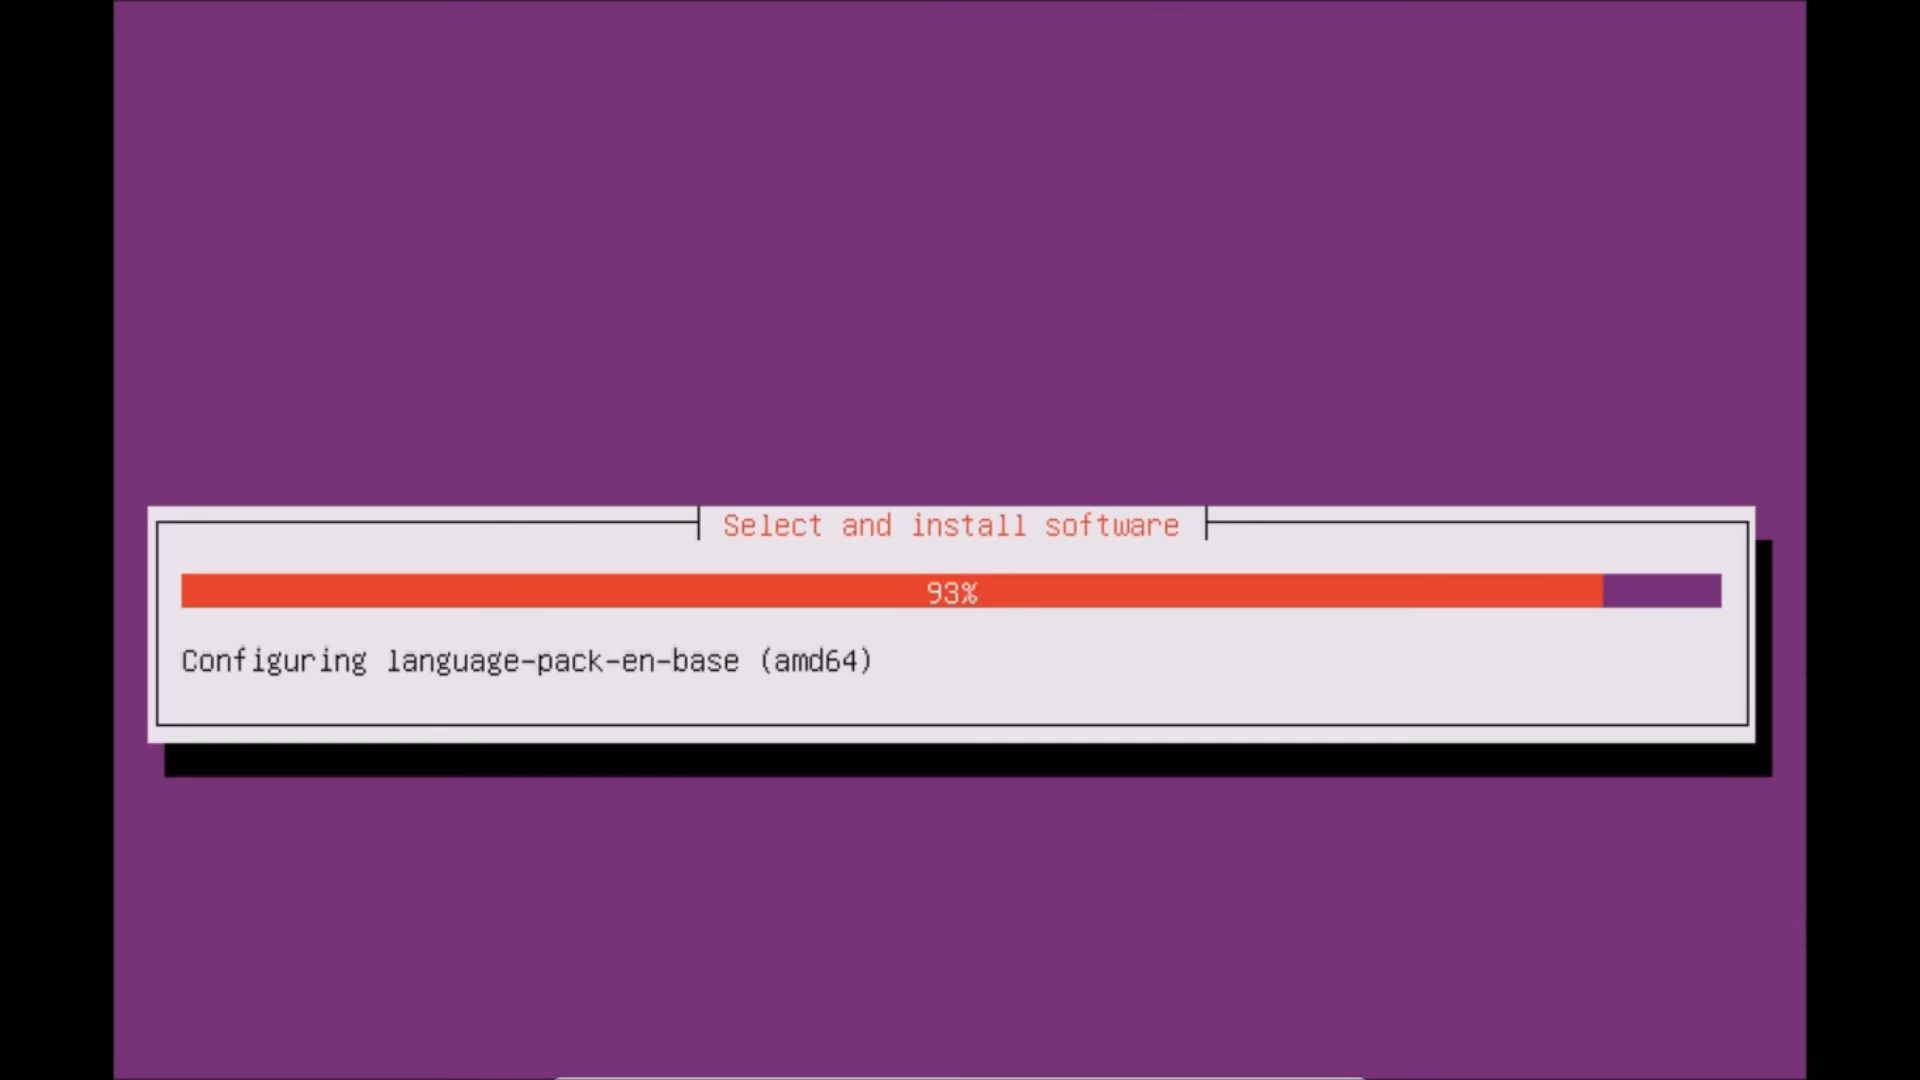 Select and install software
93%
Configuring language-pack-en-base (amd64)